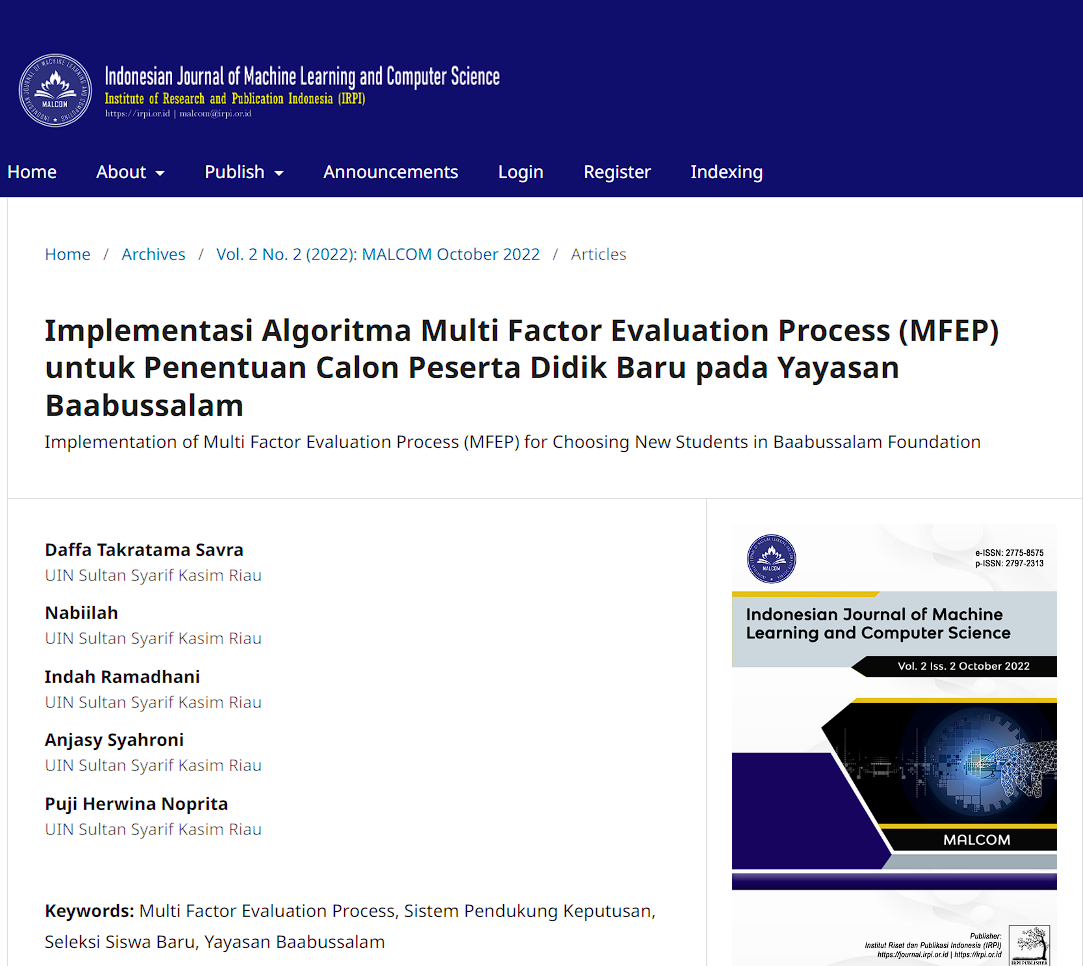 MALCOM
Indonesian Journal of Machine Learning and Computer Science
Institute of Research and Publication Indonesia (IRPI)
https://irpi.or.id | malcom@irpi.or.id
Home About Publish Announcements Login Register Indexing
Home / Archives / Vol. 2 No. 2 (2022): MALCOM October 2022 / Articles
Implementasi Algoritma Multi Factor Evaluation Process (MFEP)
untuk Penentuan Calon Peserta Didik Baru pada Yayasan
Baabussalam
Implementation of Multi Factor Evaluation Process (MFEP) for Choosing New Students in Baabussalam Foundation
Daffa Takratama Savra
UIN Sultan Syarif Kasim Riau
Nabiilah
UIN Sultan Syarif Kasim Riau
Indah Ramadhani
UIN Sultan Syarif Kasim Riau
Anjasy Syahroni
UIN Sultan Syarif Kasim Riau
Puji Herwina Noprita
UIN Sultan Syarif Kasim Riau
Keywords: Multi Factor Evaluation Process, Sistem Pendukung Keputusan,
Seleksi Siswa Baru, Yayasan Baabussalam
MALCOM
e-ISSN: 2775-8575
p-ISSN: 2797-2313
Indonesian Journal of Machine
Learning and Computer Science
Vol. 2 Iss. 2 October 2022
MALCOM
Publisher:
Institut Riset dan Publikasi Indonesia (IRPI)
https://journal.irpi.or.id | https://irpi.or.id
IRPI PUBLISHER